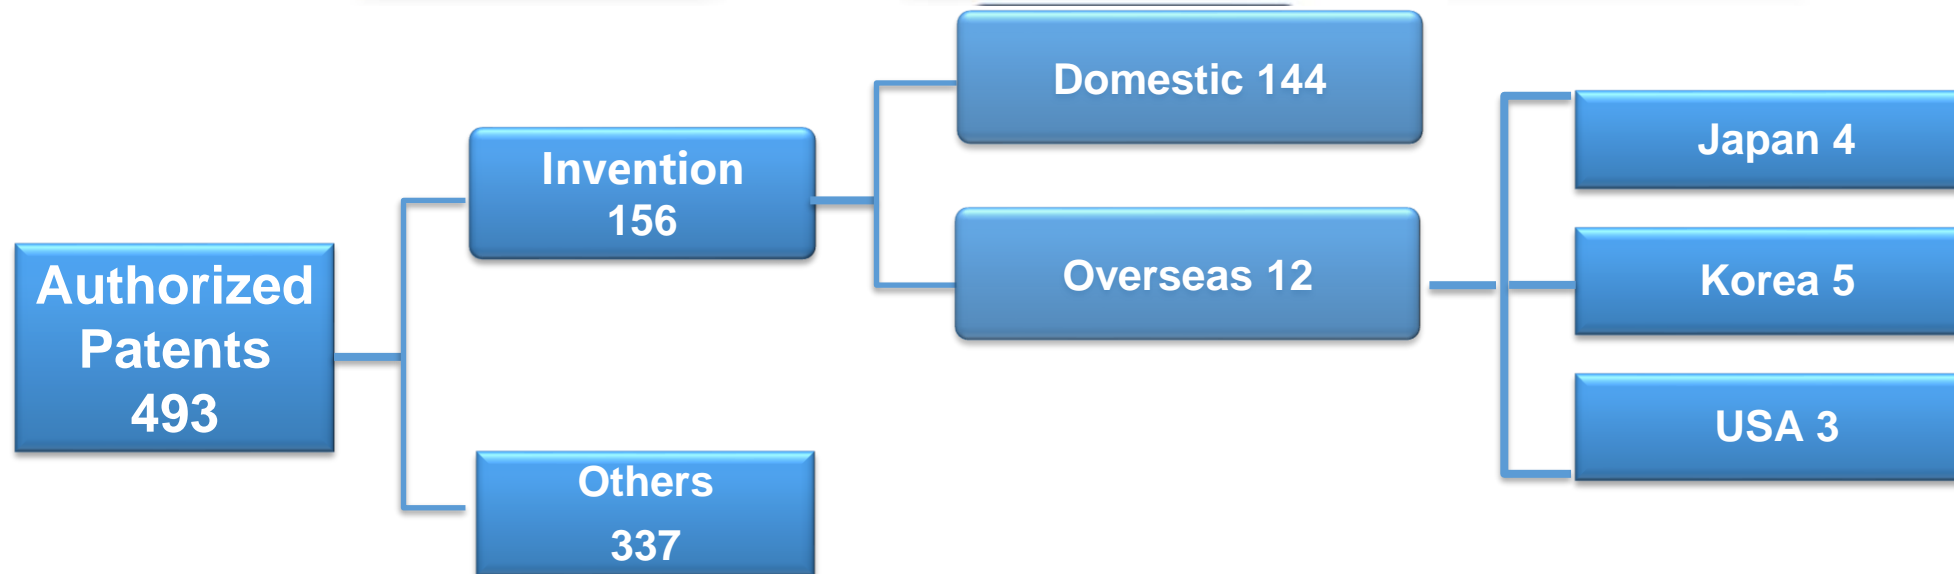 Authorized
Patents
493
Invention
156
Others
337
Domestic 144
Overseas 12
Japan 4
Korea 5
USA 3